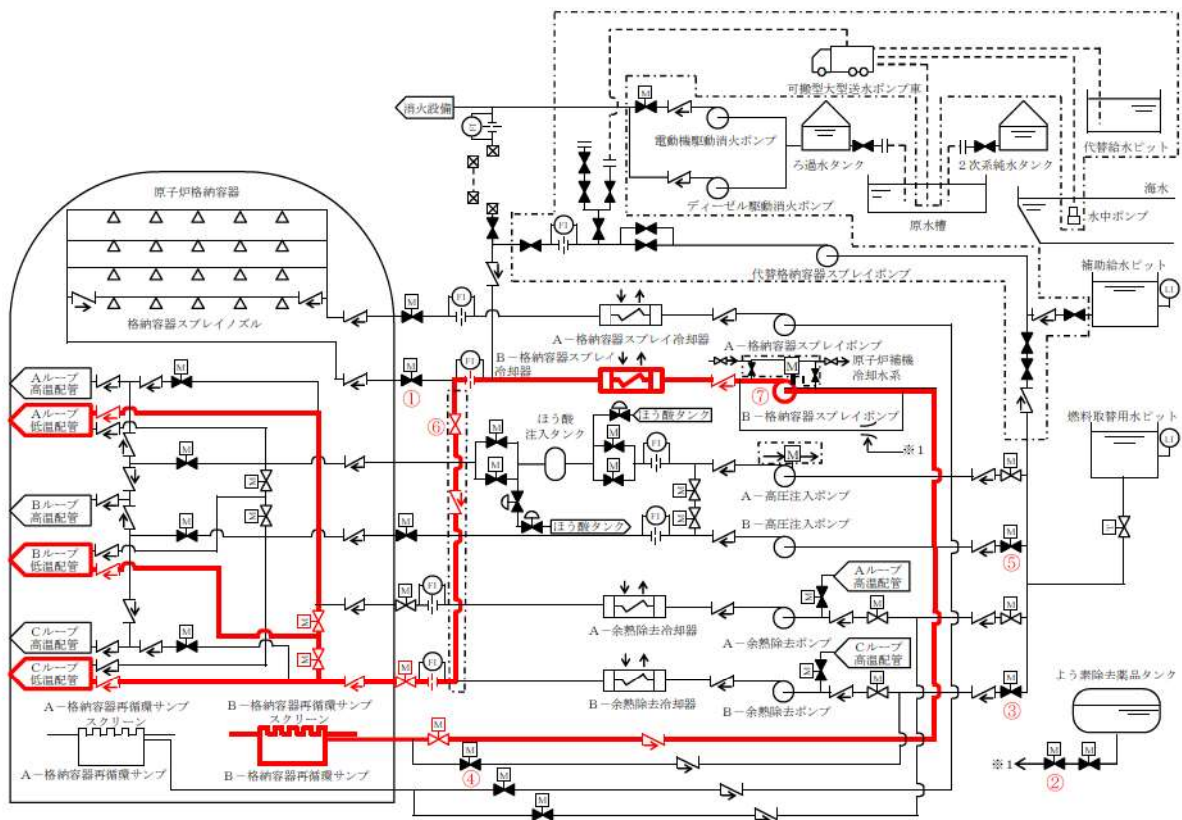 消火設備
FI
M
可搬型大型送水ポンプ車
電動機駆動消火ポンプ
ろ過水タンク
2次系純水タンク
代替給水ピット
ディーゼル駆動消火ポンプ
原水槽
海水
水中ポンプ
原子炉格納容器
FI
代替格納容器スプレイポンプ
補助給水ピット
LI
格納容器スプレイノズル
M
FI
A-格納容器スプレイ冷却器
A-格納容器スプレイポンプ
B-格納容器スプレイ
冷却器
原子炉補機
冷却水系
M
FI
M
①
⑥
⑦
B-格納容器スプレイポンプ
※1
Aループ
高温配管
M
Aループ
低温配管
ほう酸
注入タンク
ほう酸タンク
燃料取替用水ピット
LI
M
M
M
M
M
FI
M
M
M
A-高圧注入ポンプ
M
Bループ
高温配管
M
ほう酸タンク
FI
M
B-高圧注入ポンプ
M
M
M
⑤
Bループ
低温配管
Aループ
高温配管
M
M
M
M
FI
A-余熱除去冷却器
A-余熱除去ポンプ
M
Cループ
高温配管
M
M
Cループ
高温配管
M
Cループ
低温配管
M
FI
B-余熱除去冷却器
B-余熱除去ポンプ
M
M
③
よう素除去薬品タンク
A-格納容器再循環サンプ
スクリーン
B-格納容器再循環サンプ
スクリーン
M
A-格納容器再循環サンプ
B-格納容器再循環サンプ
M
④
M
M
※1
M
M
②